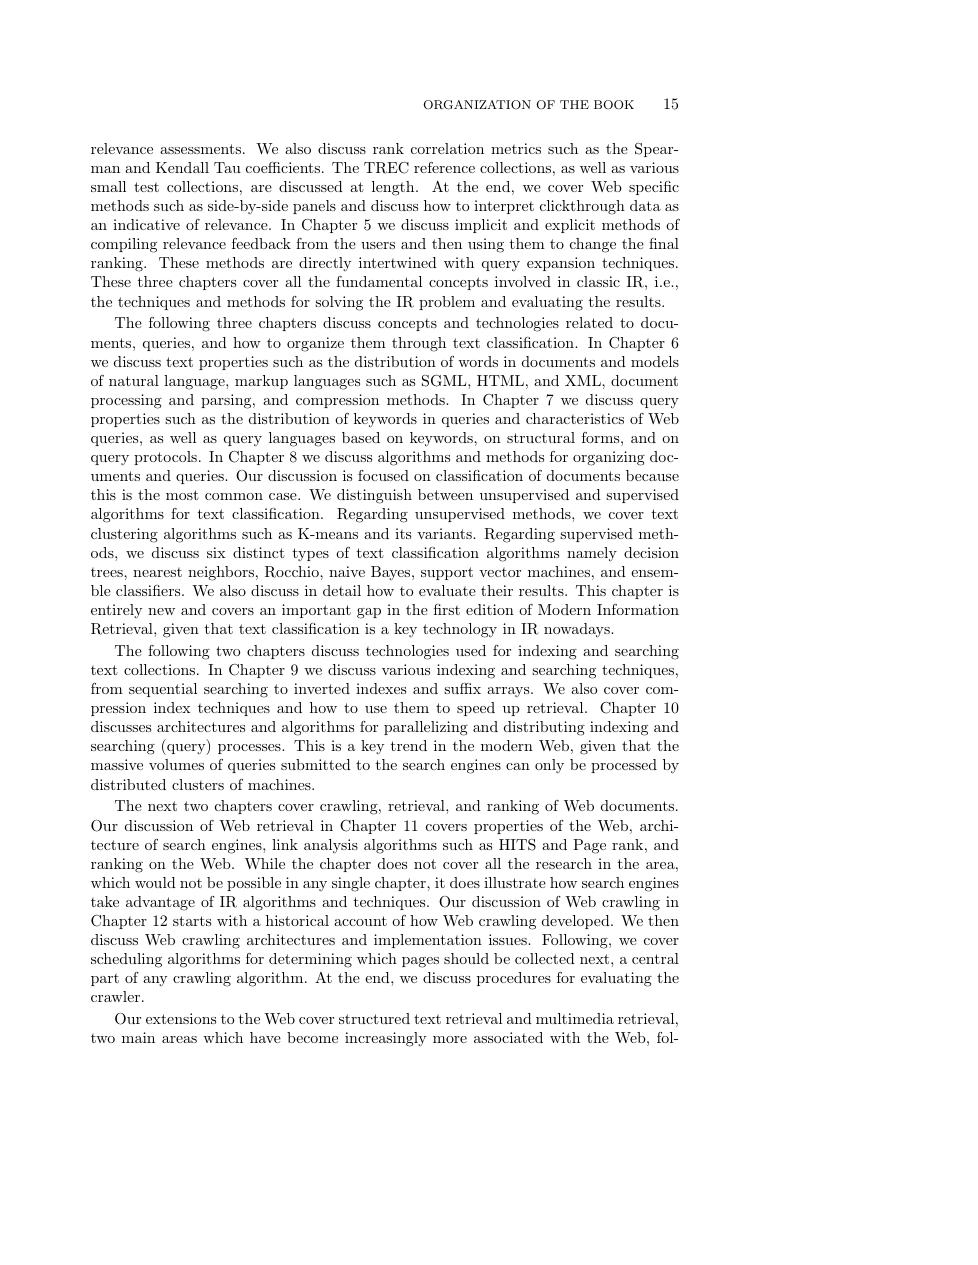 ORGANIZATION OF THE BOOK 15
relevance assessments. We also discuss rank correlation metrics such as the Spear-
man and Kendall Tau coefficients. The TREC reference collections, as well as various
small test collections, are discussed at length. At the end, we cover Web specific
methods such as side-by-side panels and discuss how to interpret clickthrough data as
an indicative of relevance. In Chapter 5 we discuss implicit and explicit methods of
compiling relevance feedback from the users and then using them to change the final
ranking. These methods are directly intertwined with query expansion techniques.
These three chapters cover all the fundamental concepts involved in classic IR, i.e.,
the techniques and methods for solving the IR problem and evaluating the results.
The following three chapters discuss concepts and technologies related to docu-
ments, queries, and how to organize them through text classification. In Chapter 6
we discuss text properties such as the distribution of words in documents and models
of natural language, markup languages such as SGML, HTML, and XML, document
processing and parsing, and compression methods. In Chapter 7 we discuss query
properties such as the distribution of keywords in queries and characteristics of Web
queries, as well as query languages based on keywords, on structural forms, and on
query protocols. In Chapter 8 we discuss algorithms and methods for organizing doc-
uments and queries. Our discussion is focused on classification of documents because
this is the most common case. We distinguish between unsupervised and supervised
algorithms for text classification. Regarding unsupervised methods, we cover text
clustering algorithms such as K-means and its variants. Regarding supervised meth-
ods, we discuss six distinct types of text classification algorithms namely decision
trees, nearest neighbors, Rocchio, naive Bayes, support vector machines, and ensem-
ble classifiers. We also discuss in detail how to evaluate their results. This chapter is
entirely new and covers an important gap in the first edition of Modern Information
Retrieval, given that text classification is a key technology in IR nowadays.
The following two chapters discuss technologies used for indexing and searching
text collections. In Chapter 9 we discuss various indexing and searching techniques,
from sequential searching to inverted indexes and suffix arrays. We also cover com-
pression index techniques and how to use them to speed up retrieval. Chapter 10
discusses architectures and algorithms for parallelizing and distributing indexing and
searching (query) processes. This is a key trend in the modern Web, given that the
massive volumes of queries submitted to the search engines can only be processed by
distributed clusters of machines.
The next two chapters cover crawling, retrieval, and ranking of Web documents.
Our discussion of Web retrieval in Chapter 11 covers properties of the Web, archi-
tecture of search engines, link analysis algorithms such as HITS and Page rank, and
ranking on the Web. While the chapter does not cover all the research in the area,
which would not be possible in any single chapter, it does illustrate how search engines
take advantage of IR algorithms and techniques. Our discussion of Web crawling in
Chapter 12 starts with a historical account of how Web crawling developed. We then
discuss Web crawling architectures and implementation issues. Following, we cover
scheduling algorithms for determining which pages should be collected next, a central
part of any crawling algorithm. At the end, we discuss procedures for evaluating the
crawler.
Our extensions to the Web cover structured text retrieval and multimedia retrieval,
two main areas which have become increasingly more associated with the Web, fol-